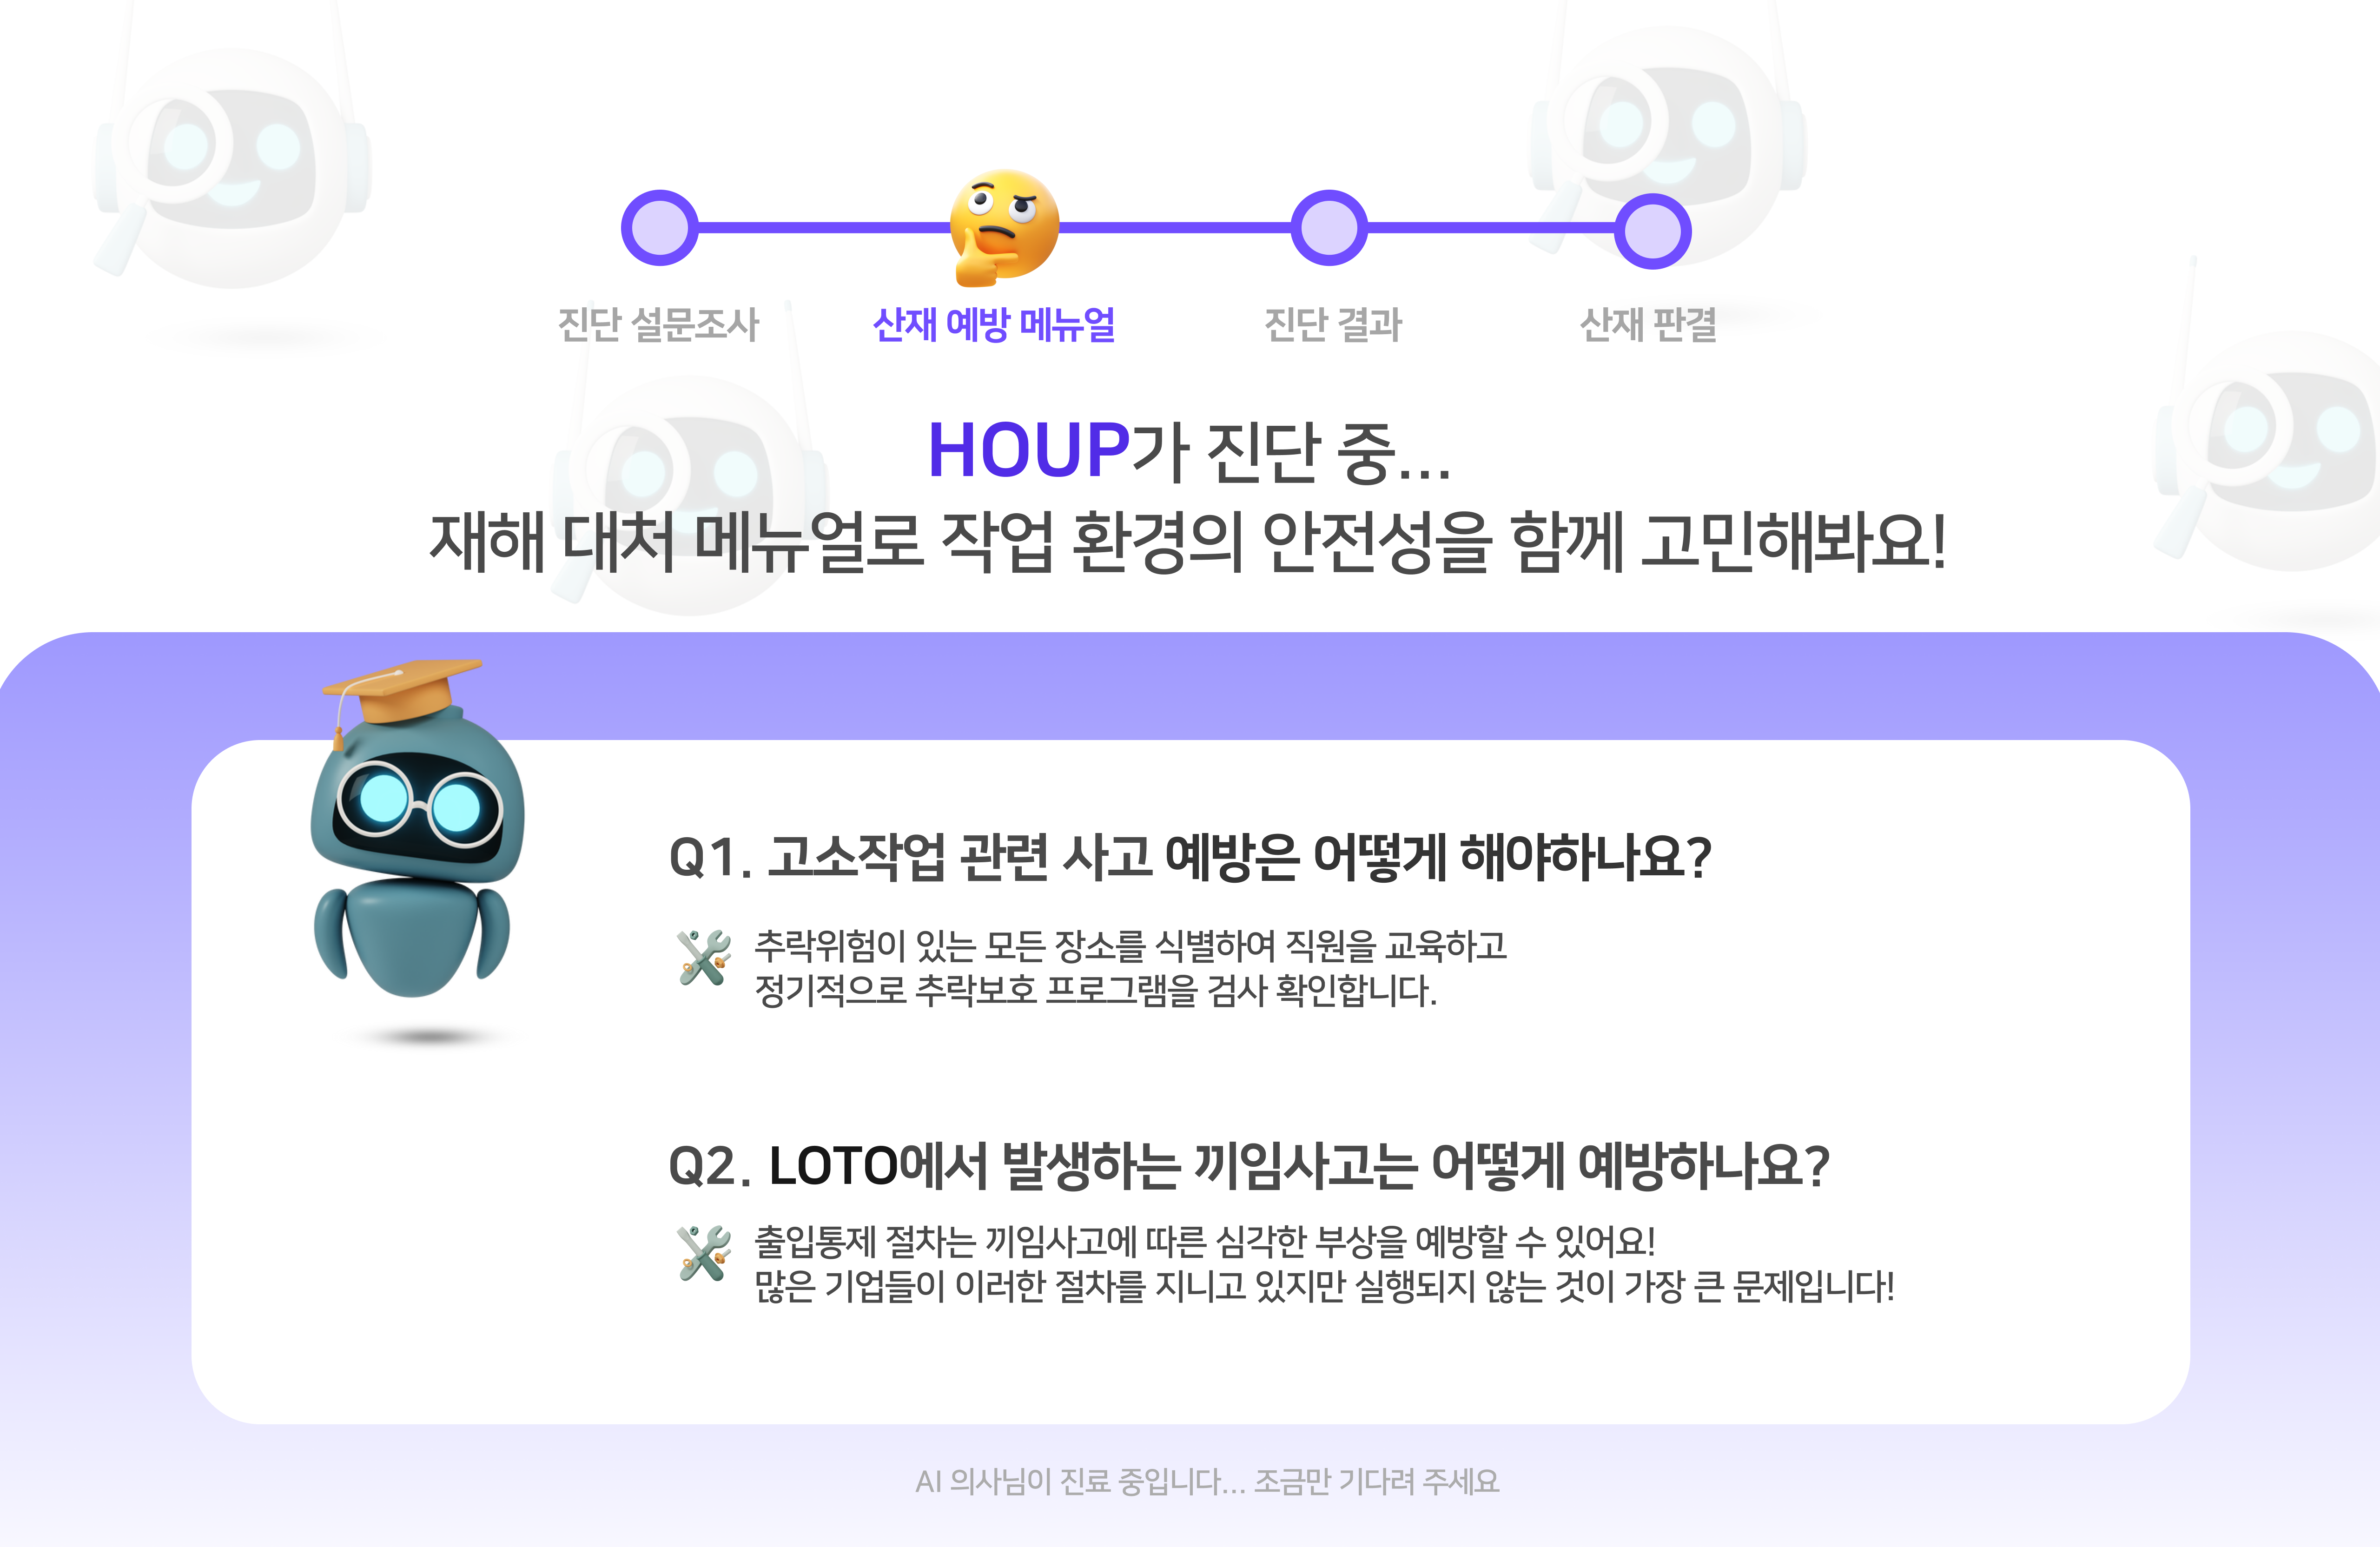 진단 설문조사
산재 예방 메뉴얼
진단 결과
산재 판결
HOUP가 진단 중...
재해 대처 메뉴얼로 작업 환경의 안전성을 함께 고민해봐요!
Q1. 고소작업 관련 사고 예방은 어떻게 해야하나요?
추락위험이 있는 모든 장소를 식별하여 직원을 교육하고
정기적으로 추락보호 프로그램을 검사 확인합니다.
Q2. LOTO에서 발생하는 끼임사고는 어떻게 예방하나요?
출입통제 절차는 끼임사고에 따른 심각한 부상을 예방할 수 있어요!
많은 기업들이 이러한 절차를 지니고 있지만 실행되지 않는 것이 가장 큰 문제입니다!
AI 의사님이 진료 중입니다... 조금만 기다려 주세요